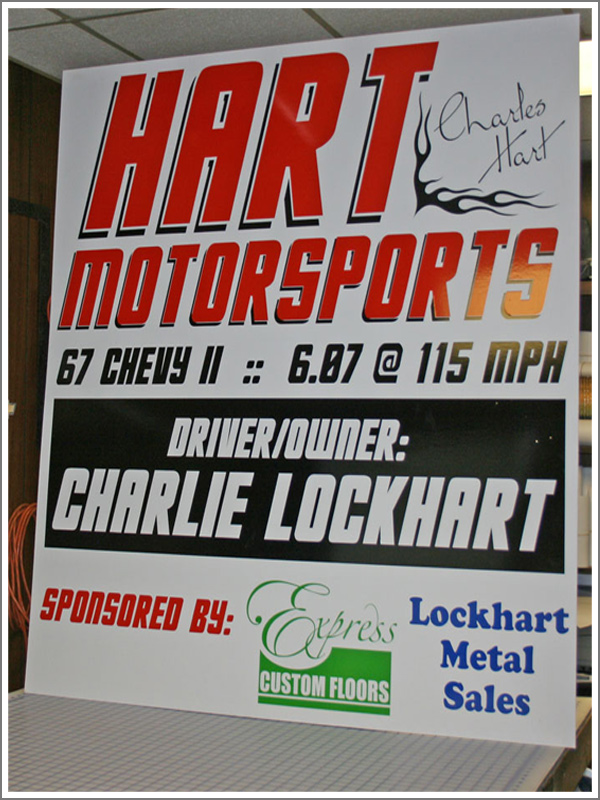 HART
Charles
Hart
MOTORSPORTS
67 CHEVY II :: 6.07 @ 115 MPH
DRIVER/OWNER:
CHARLIE LOCKHART
SPONSORED BY:
Express
CUSTOM FLOORS
Lockhart
Metal
Sales